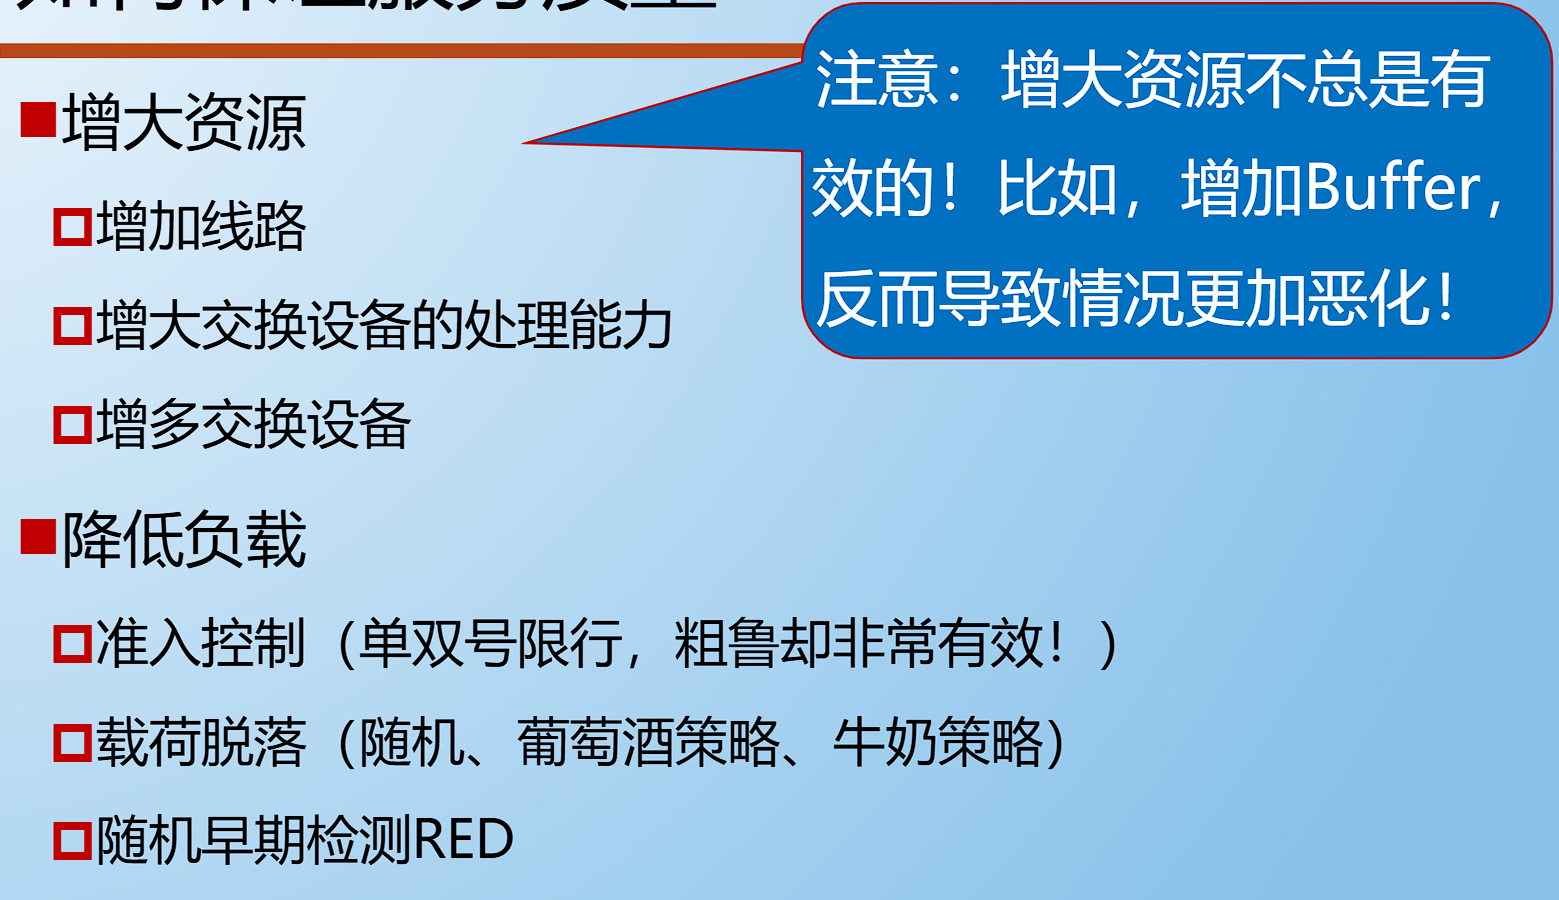 增大资源
增加线路
增大交换设备的处理能力
增多交换设备
降低负载
准入控制（单双号限行，粗鲁却非常有效！）
载荷脱落（随机、葡萄酒策略、牛奶策略）
随机早期检测RED
注意：增大资源不总是有
效的！比如，增加Buffer，
反而导致情况更加恶化！